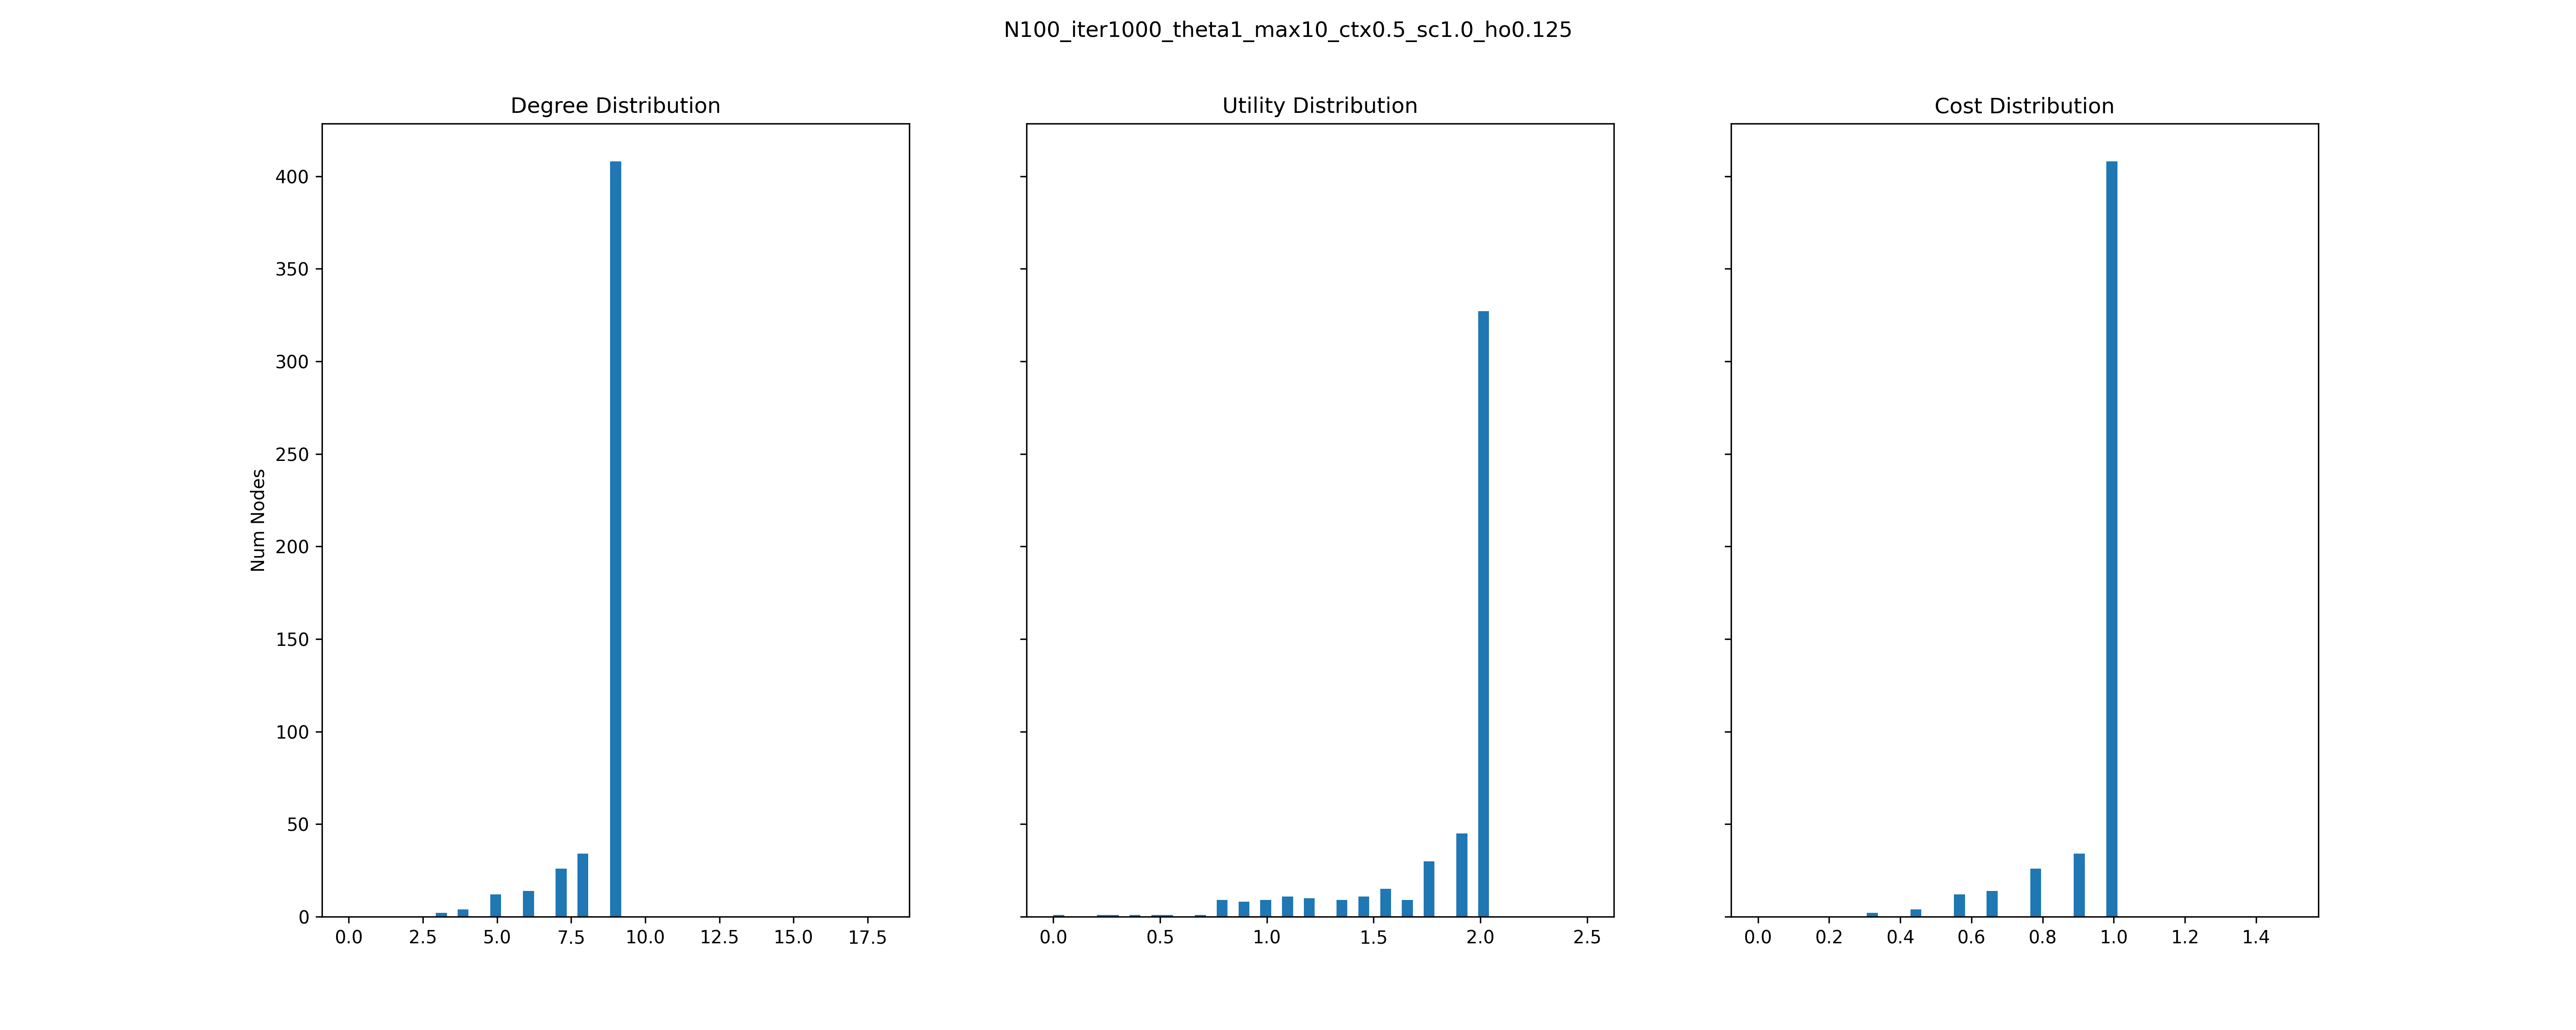 N100_iter1000_theta1_max10_ctx0.5_sc1.0_ho0.125
Degree Distribution
Utility Distribution
Cost Distribution
Num Nodes
400
350
300
250
200
150
100
50
0
0.0 2.5 5.0 7.5 10.0 12.5 15.0 17.5
0.0 0.5 1.0 1.5 2.0 2.5
0.0 0.2 0.4 0.6 0.8 1.0 1.2 1.4